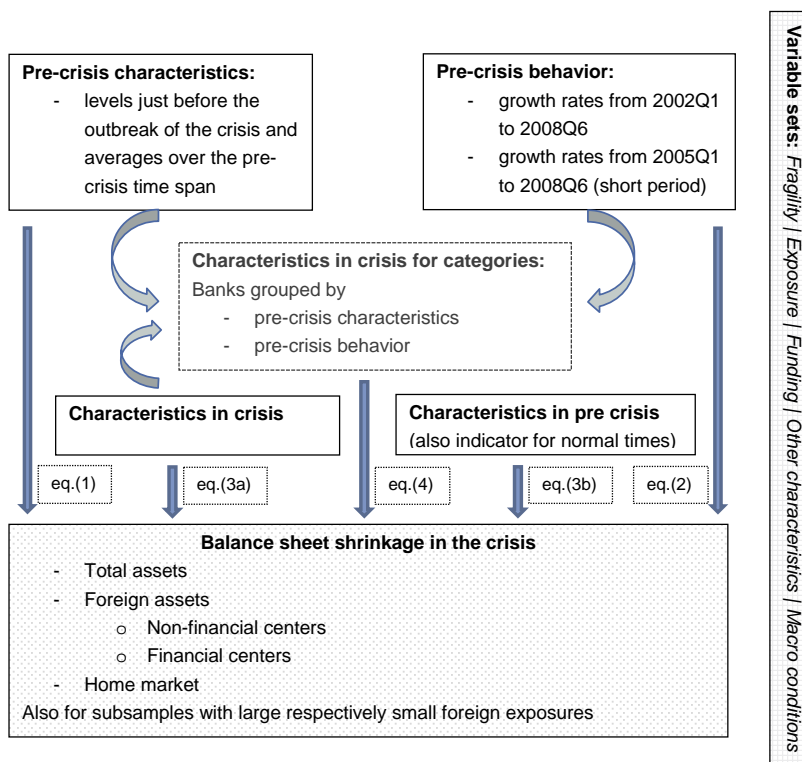 Pre-crisis characteristics:
- levels just before the
outbreak of the crisis and
averages over the pre-
crisis time span
Pre-crisis behavior:
- growth rates from 2002Q1
to 2008Q6
- growth rates from 2005Q1
to 2008Q6 (short period)
Characteristics in crisis for categories:
Banks grouped by
- pre-crisis characteristics
- pre-crisis behavior
Characteristics in crisis
Characteristics in pre crisis
(also indicator for normal times)
eq.(1)
eq.(3a)
eq.(4)
eq.(3b)
eq.(2)
Balance sheet shrinkage in the crisis
- Total assets
- Foreign assets
o Non-financial centers
o Financial centers
- Home market
Also for subsamples with large respectively small foreign exposures
Variable sets: Fragility | Exposure | Funding | Other characteristics | Macro conditions